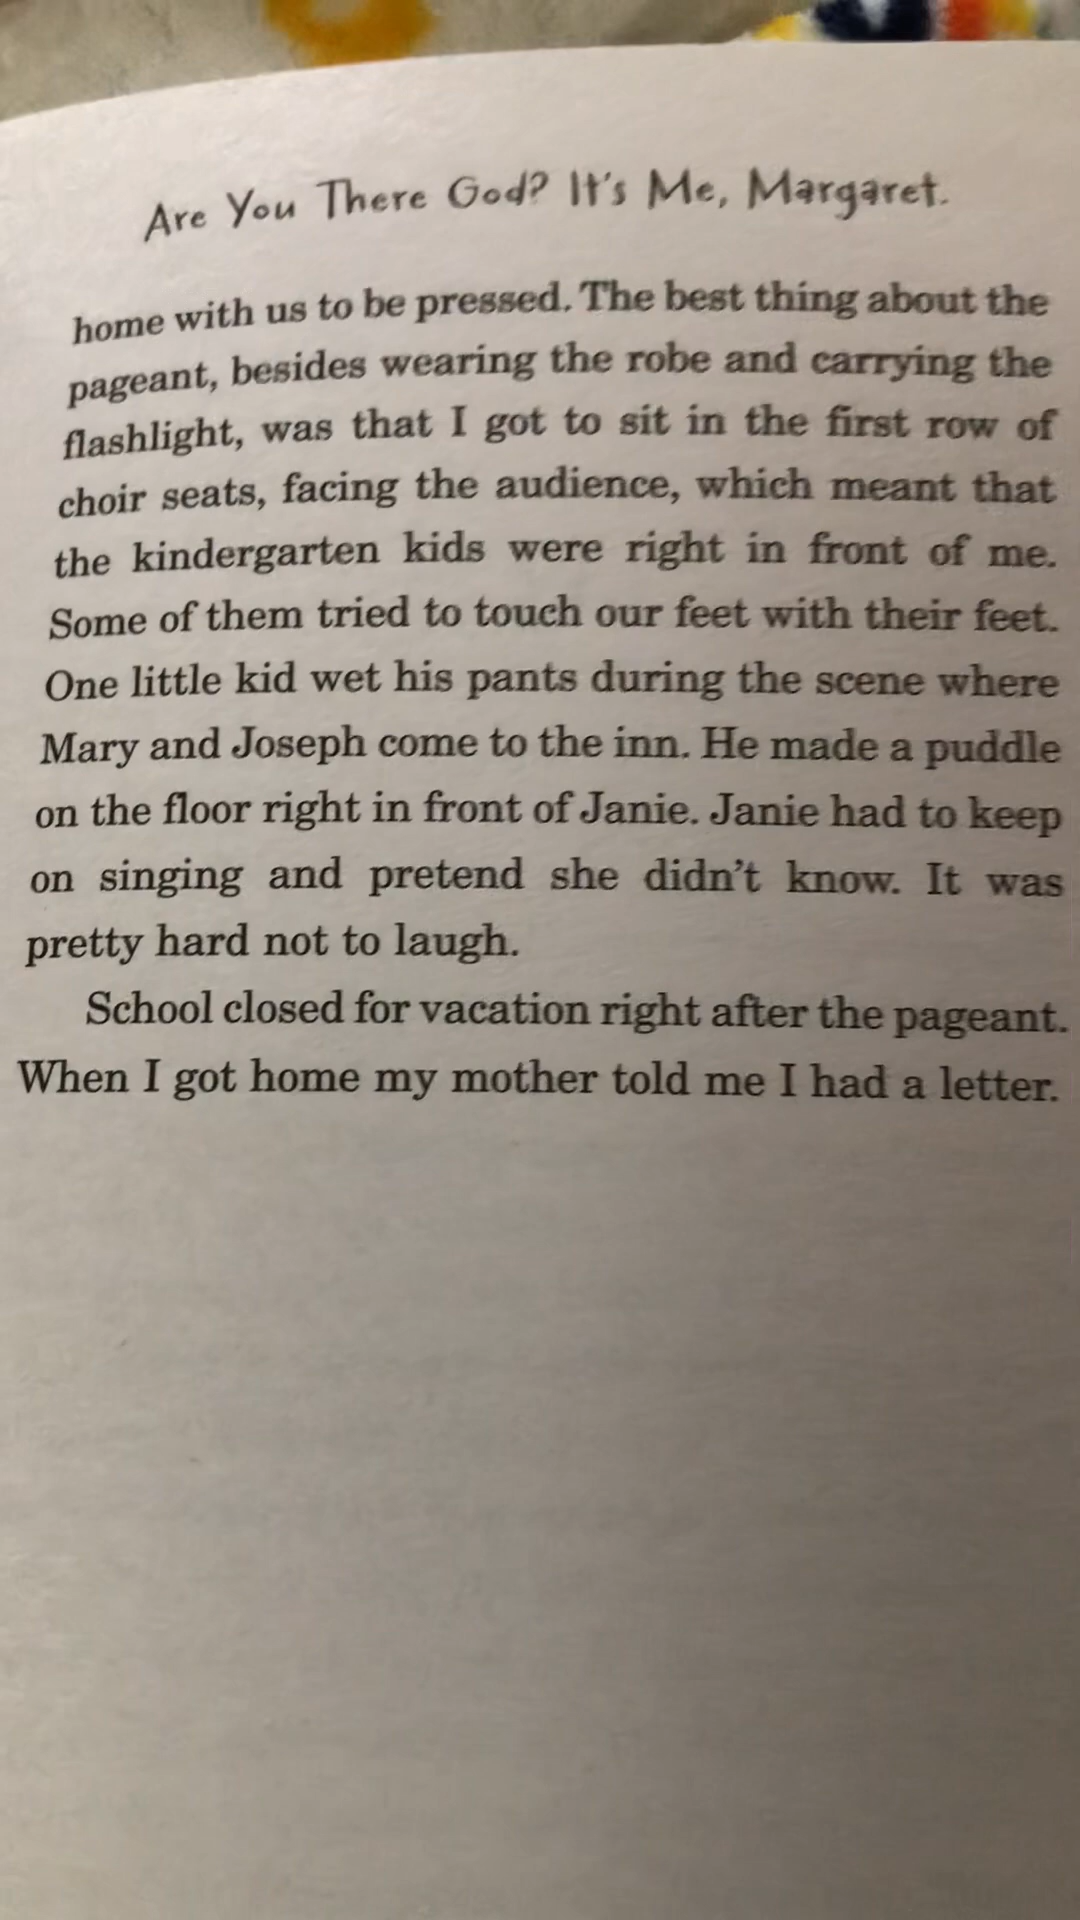 Are You There God? It's Me, Margaret.
home with us to be pressed. The best thing about the
pageant, besides wearing the robe and carrying the
flashlight, was that I got to sit in the first row of
choir seats, facing the audience, which meant that
the kindergarten kids were right in front of me.
Some of them tried to touch our feet with their feet.
One little kid wet his pants during the scene where
Mary and Joseph come to the inn. He made a puddle
on the floor right in front of Janie. Janie had to keep
on singing and pretend she didn't know. It was
pretty hard not to laugh.
School closed for vacation right after the pageant.
When I got home my mother told me I had a letter.